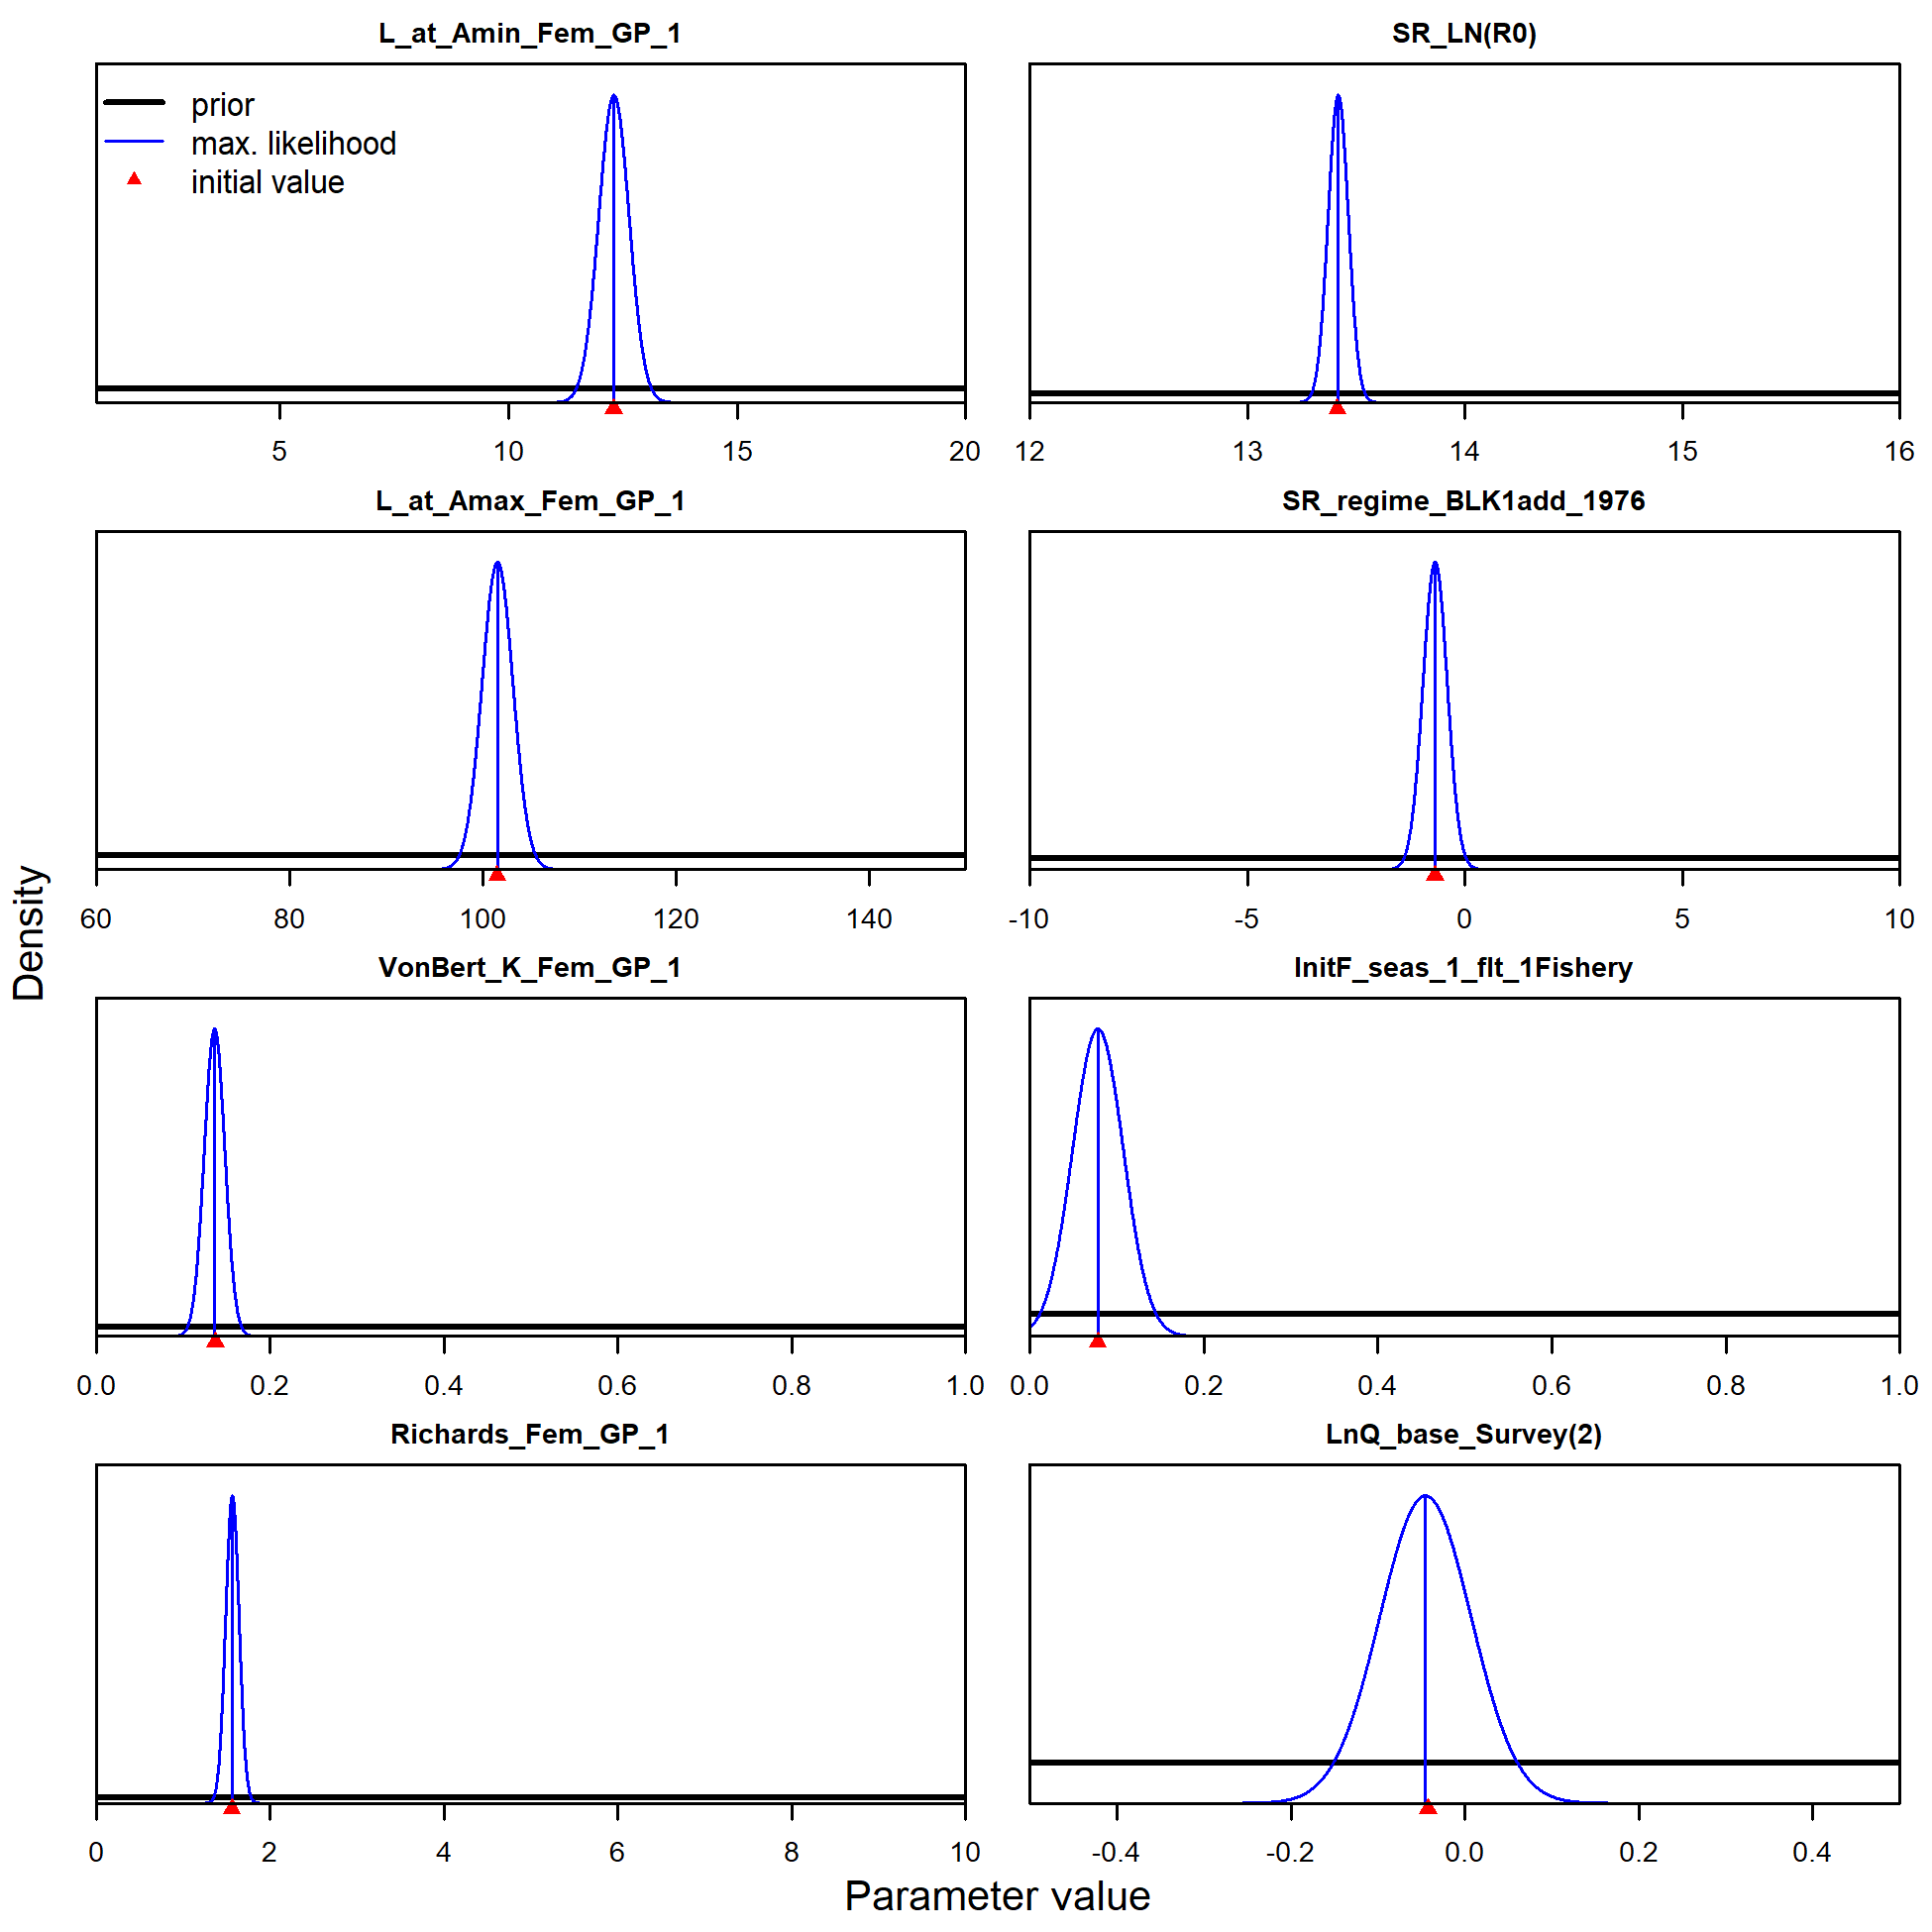 L_at_Amin_Fem_GP_1
prior
max. likelihood
initial value
5 10 15 20
SR_LN(R0)
12 13 14 15 16
L_at_Amax_Fem_GP_1
60 80 100 120 140
SR_regime_BLK1add_1976
-10 -5 0 5 10
VonBert_K_Fem_GP_1
0.0 0.2 0.4 0.6 0.8 1.0
InitF_seas_1_flt_1Fishery
0.0 0.2 0.4 0.6 0.8 1.0
Richards_Fem_GP_1
0 2 4 6 8 10
LnQ_base_Survey(2)
-0.4 -0.2 0.0 0.2 0.4
Density
Parameter value